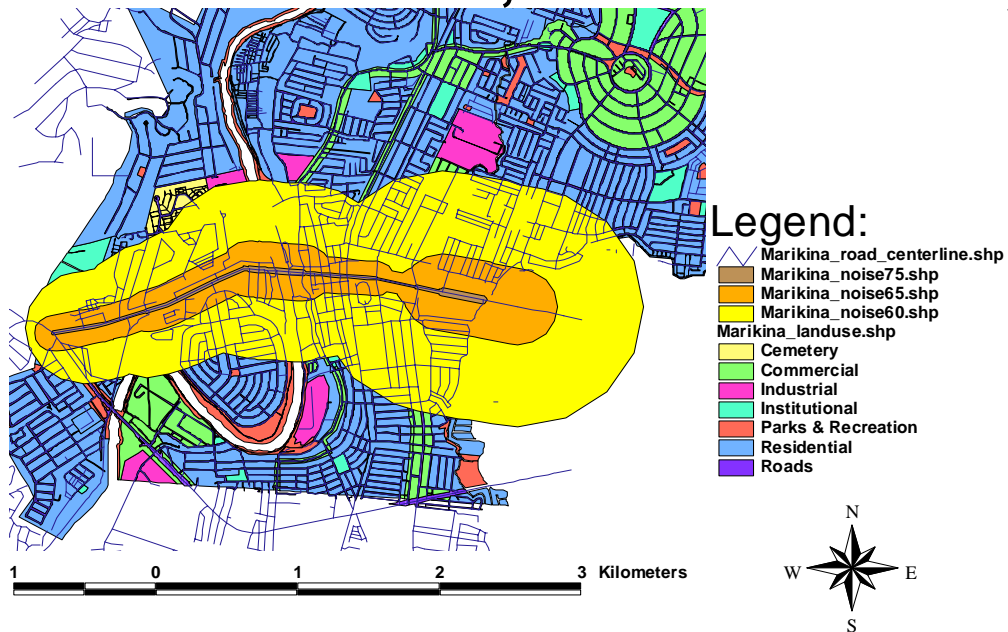 Legend:
Marikina_road_centerline.shp
Marikina_noise75.shp
Marikina_noise65.shp
Marikina_noise60.shp
Marikina_landuse.shp
Cemetery
Commercial
Industrial
Institutional
Parks & Recreation
Residential
Roads
N
W E
S
1 0 1 2 3 Kilometers